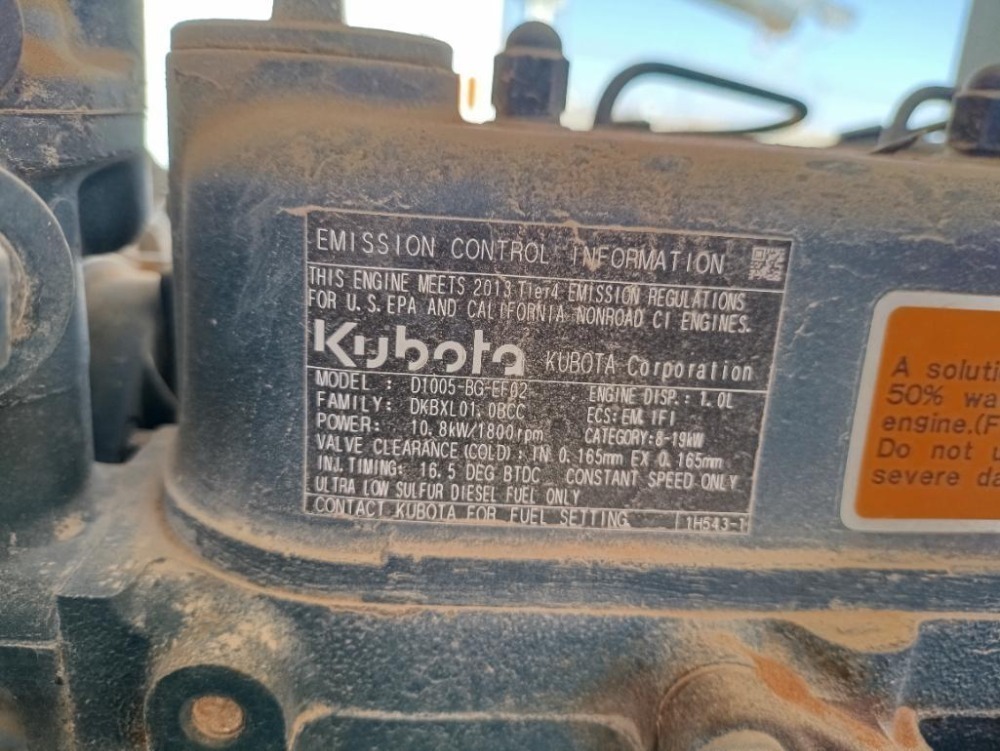 EMISSION CONTROL INFORMATION
THIS ENGINE MEETS 2013 Tier4 EMISSION REGULATIONS
FOR U.S. EPA AND CALIFORNIA NONROAD CI ENGINES.
Kubota KUBOTA Corporation
MODEL : D1005-BG-EF02 ENGINE DISP.: 1.0L
FAMILY: DKBXL01.0BCC ECS: EM IFI
POWER: 10.8kW/1800rpm CATEGORY:8-19kW
VALVE CLEARANCE (COLD) : IN 0.165mm EX 0.165mm
INJ.TIMING: 16.5 DEG BTDC CONSTANT SPEED ONLY
ULTRA LOW SULFUR DIESEL FUEL ONLY
CONTACT KUBOTA FOR FUEL SETTING 1H543-1
A soluti
50% wa
engine.(F
Do not u
severe da